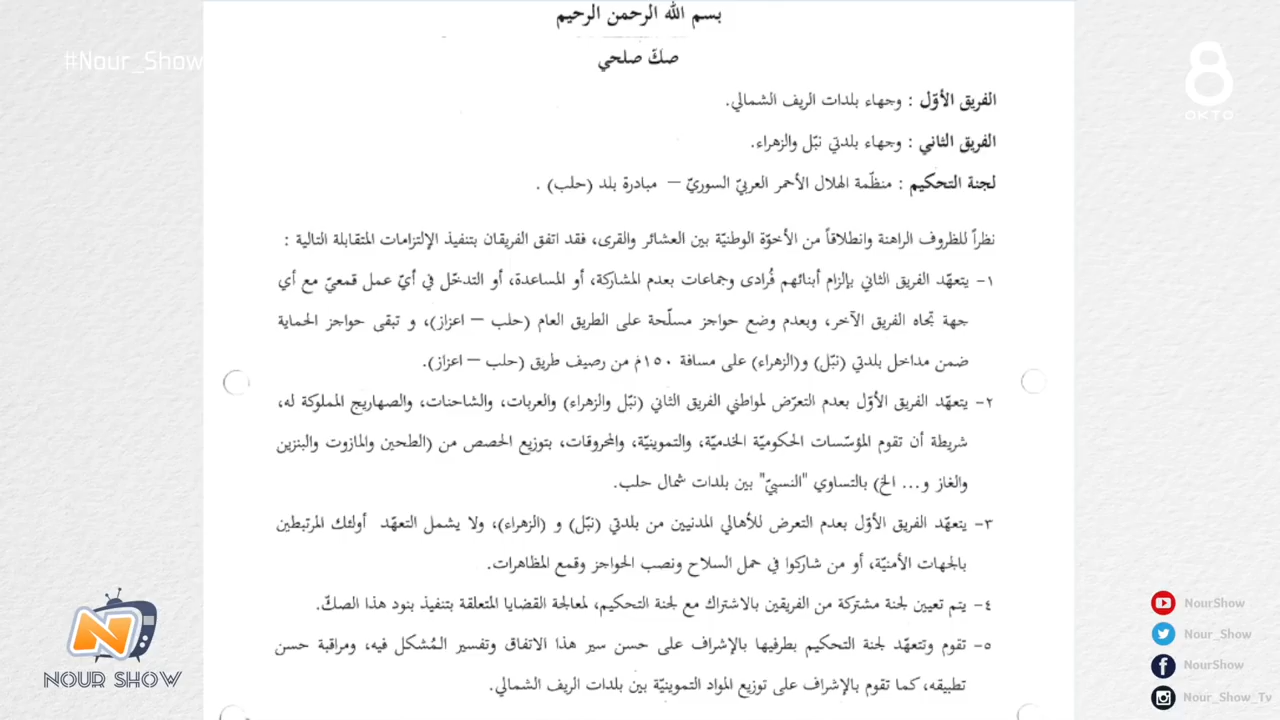 بسم الله الرحمن الرحيم
#Nour_Show
8
OKTO
صكّ صلحي
الفريق الأوّل : وجهاء بلدات الريف الشمالي.
الفريق الثاني : وجهاء بلدتي نبّل والزهراء.
لجنة التحكيم : منظّمة الهلال الأحمر العربيّ السوريّ – مبادرة بلد (حلب) .
نظراً للظروف الراهنة وانطلاقاً من الأخوّة الوطنيّة بين العشائر والقرى، فقد اتفق الفريقان بتنفيذ الإلتزامات المتقابلة التالية :
١- يتعهّد الفريق الثاني بإلزام أبنائهم فُرادى وجماعات بعدم المشاركة، أو المساعدة، أو التدخّل في أيّ عمل قمعيّ مع أي
جهة تجاه الفريق الآخر، وبعدم وضع حواجز مسلّحة على الطريق العام (حلب – اعزاز)، و تبقى حواجز الحماية
ضمن مداخل بلدتي (نبّل) و(الزهراء) على مسافة ١٥٠م من رصيف طريق (حلب – اعزاز).
٢- يتعهّد الفريق الأوّل بعدم التعرّض لمواطني الفريق الثاني (نبّل والزهراء) والعربات، والشاحنات، والصهاريج المملوكة له،
شريطة أن تقوم المؤسّسات الحكوميّة الخدميّة، والتموينيّة، والمحروقات، بتوزيع الحصص من (الطحين والمازوت والبنزين
والغاز و... الخ) بالتساوي "النسبيّ" بين بلدات شمال حلب.
٣- يتعهّد الفريق الأوّل بعدم التعرض للأهالي المدنيين من بلدتي (نبّل) و (الزهراء)، ولا يشمل التعهّد أولئك المرتبطين
بالجهات الأمنيّة، أو من شاركوا في حمل السلاح ونصب الحواجز وقمع المظاهرات.
٤- يتم تعيين لجنة مشتركة من الفريقين بالاشتراك مع لجنة التحكيم، لمعالجة القضايا المتعلقة بتنفيذ بنود هذا الصكّ.
٥- تقوم وتتعهّد لجنة التحكيم بطرفيها بالإشراف على حسن سير هذا الاتفاق وتفسير المُشكل فيه، ومراقبة حسن
تطبيقه، كما تقوم بالإشراف على توزيع المواد التموينيّة بين بلدات الريف الشمالي.
N
NOUR SHOW
NourShow
Nour_Show
NourShow
Nour_Show_Tv